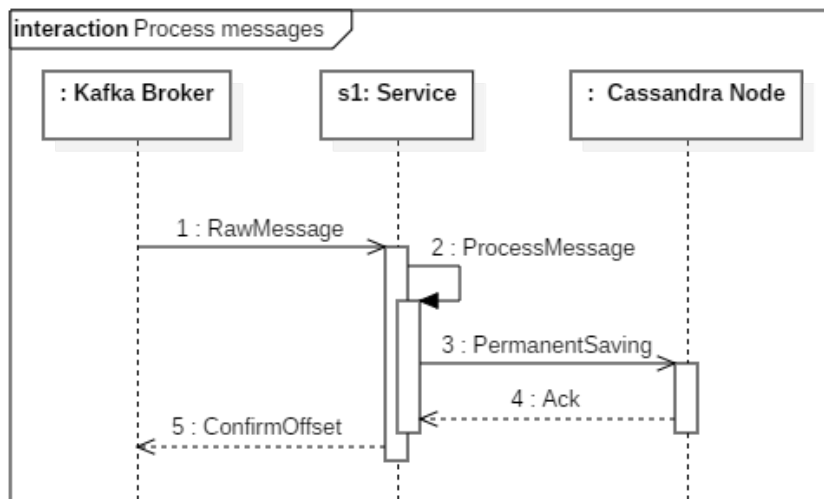 interaction Process messages
: Kafka Broker
s1: Service
: Cassandra Node
1 : RawMessage
2 : ProcessMessage
3 : PermanentSaving
4 : Ack
5 : ConfirmOffset